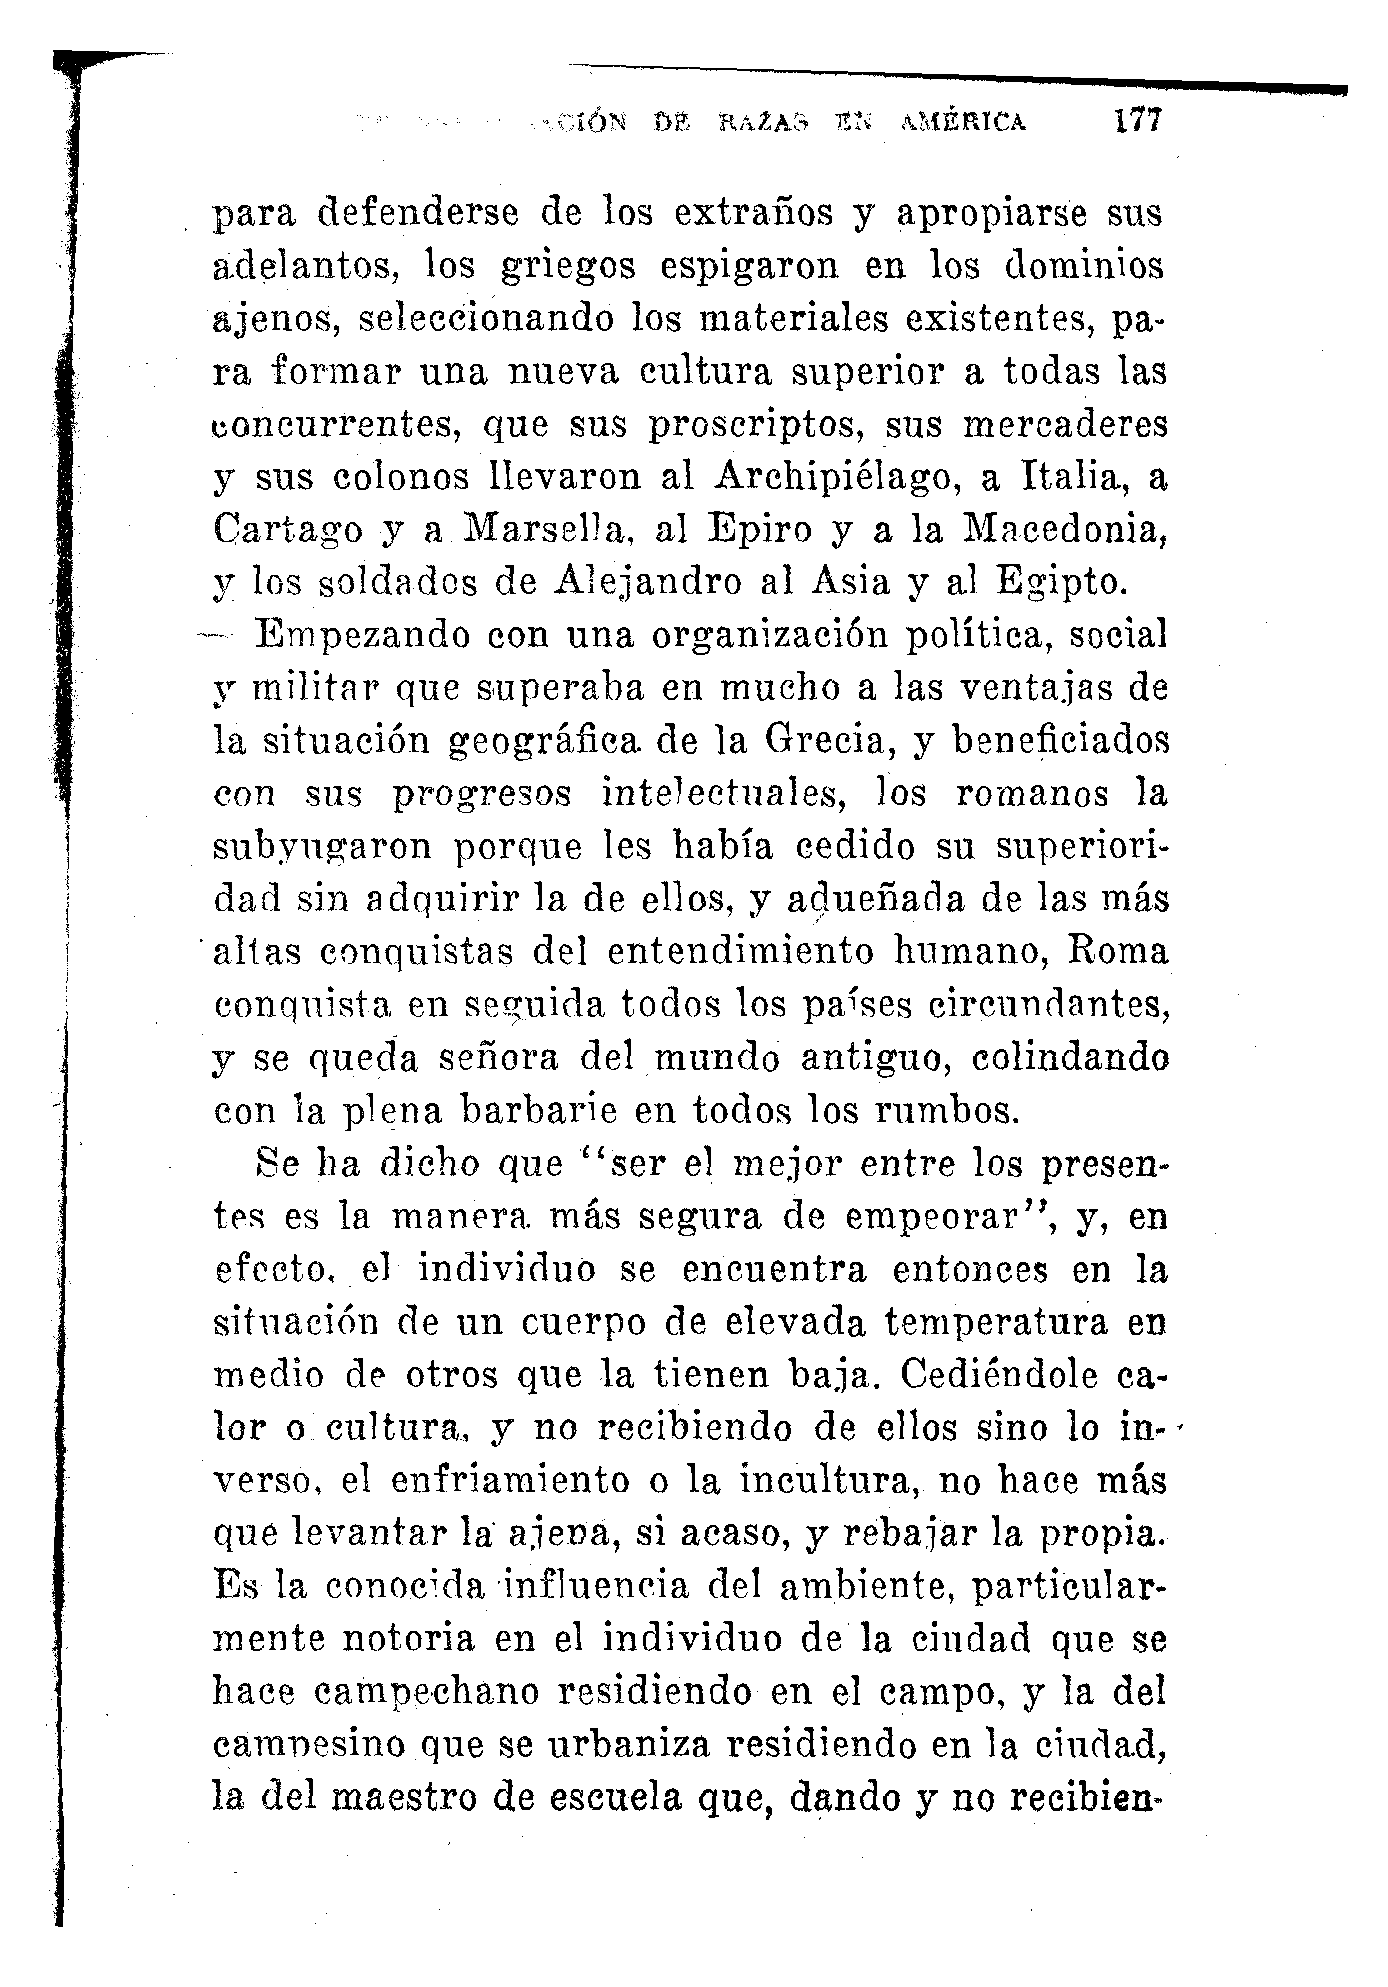 DE RAZAS EN AMÉRICA 177
para defenderse de los extraños y apropiarse sus
adelantos, los griegos espigaron en los dominios
ajenos, seleccionando los materiales existentes, pa-
ra formar una nueva cultura superior a todas las
concurrentes, que sus proscriptos, sus mercaderes
y sus colonos llevaron al Archipiélago, a Italia, a
Cartago y a Marsella, al Epiro y a la Macedonia,
y los soldados de Alejandro al Asia y al Egipto.
Empezando con una organización política, social
y militar que superaba en mucho a las ventajas de
la situación geográfica de la Grecia, y beneficiados
con sus progresos intelectuales, los romanos la
subyugaron porque les había cedido su superiori-
dad sin adquirir la de ellos, y adueñada de las más
altas conquistas del entendimiento humano, Roma
conquista en seguida todos los países circundantes,
y se queda señora del mundo antiguo, colindando
con la plena barbarie en todos los rumbos.
Se ha dicho que "ser el mejor entre los presen-
tes es la manera más segura de empeorar", y, en
efecto, el individuo se encuentra entonces en la
situación de un cuerpo de elevada temperatura en
medio de otros que la tienen baja. Cediéndole ca-
lor o cultura, y no recibiendo de ellos sino lo in-
verso, el enfriamiento o la incultura, no hace más
que levantar la ajena, si acaso, y rebajar la propia.
Es la conocida influencia del ambiente, particular-
mente notoria en el individuo de la ciudad que se
hace campechano residiendo en el campo, y la del
campesino que se urbaniza residiendo en la ciudad,
la del maestro de escuela que, dando y no recibien-